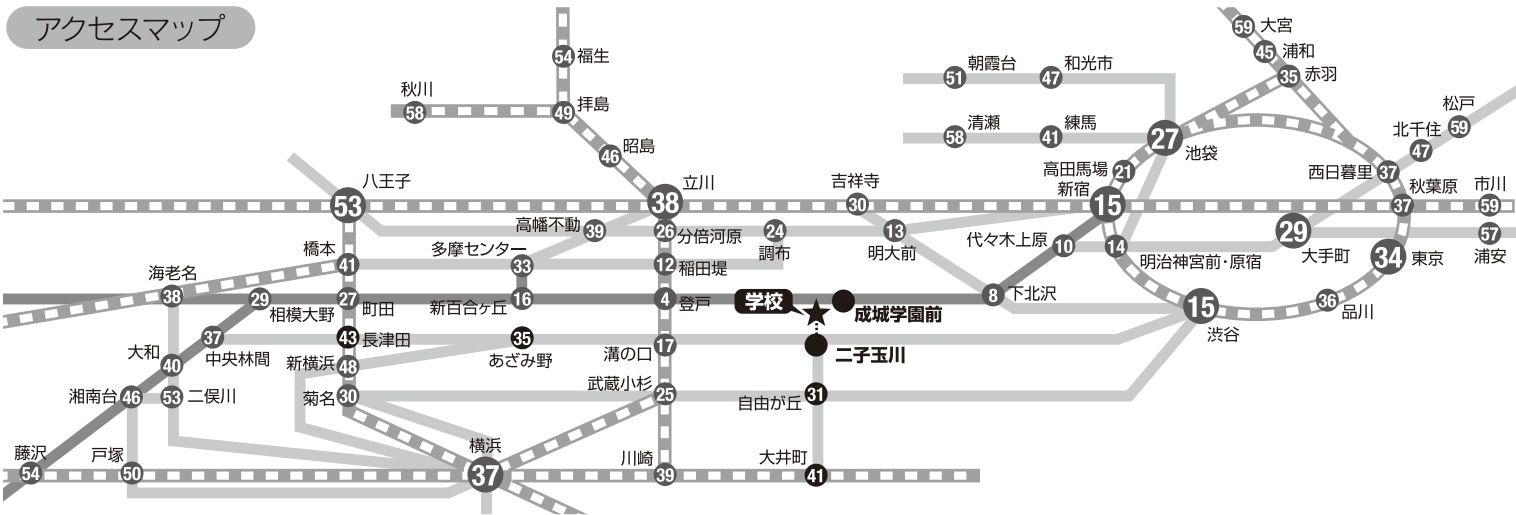 アクセスマップ
59 大宮
45 浦和
35 赤羽
54 福生
51 朝霞台
47 和光市
秋川
58
49 拝島
松戸
59
北千住
47
58 清瀬
41 練馬
27 池袋
46 昭島
高田馬場
21
西日暮里
37
八王子
53
立川
38
吉祥寺
30
新宿
15
秋葉原
37
市川
59
高幡不動
39
26 分倍河原
24
調布
13
明大前
代々木上原
10
14
明治神宮前・原宿
29
大手町
34 東京
57
浦安
橋本
41
多摩センター
33
12 稲田堤
海老名
38
29
相模大野
27 町田
新百合ヶ丘
16
4 登戸
学校
成城学園前
8 下北沢
15
渋谷
36 品川
37
中央林間
43 長津田
35
あざみ野
溝の口
17
二子玉川
大和
40
新横浜
48
湘南台
46
53 二俣川
菊名
30
武蔵小杉
25
自由が丘
31
藤沢
54
戸塚
50
横浜
37
川崎
39
大井町
41